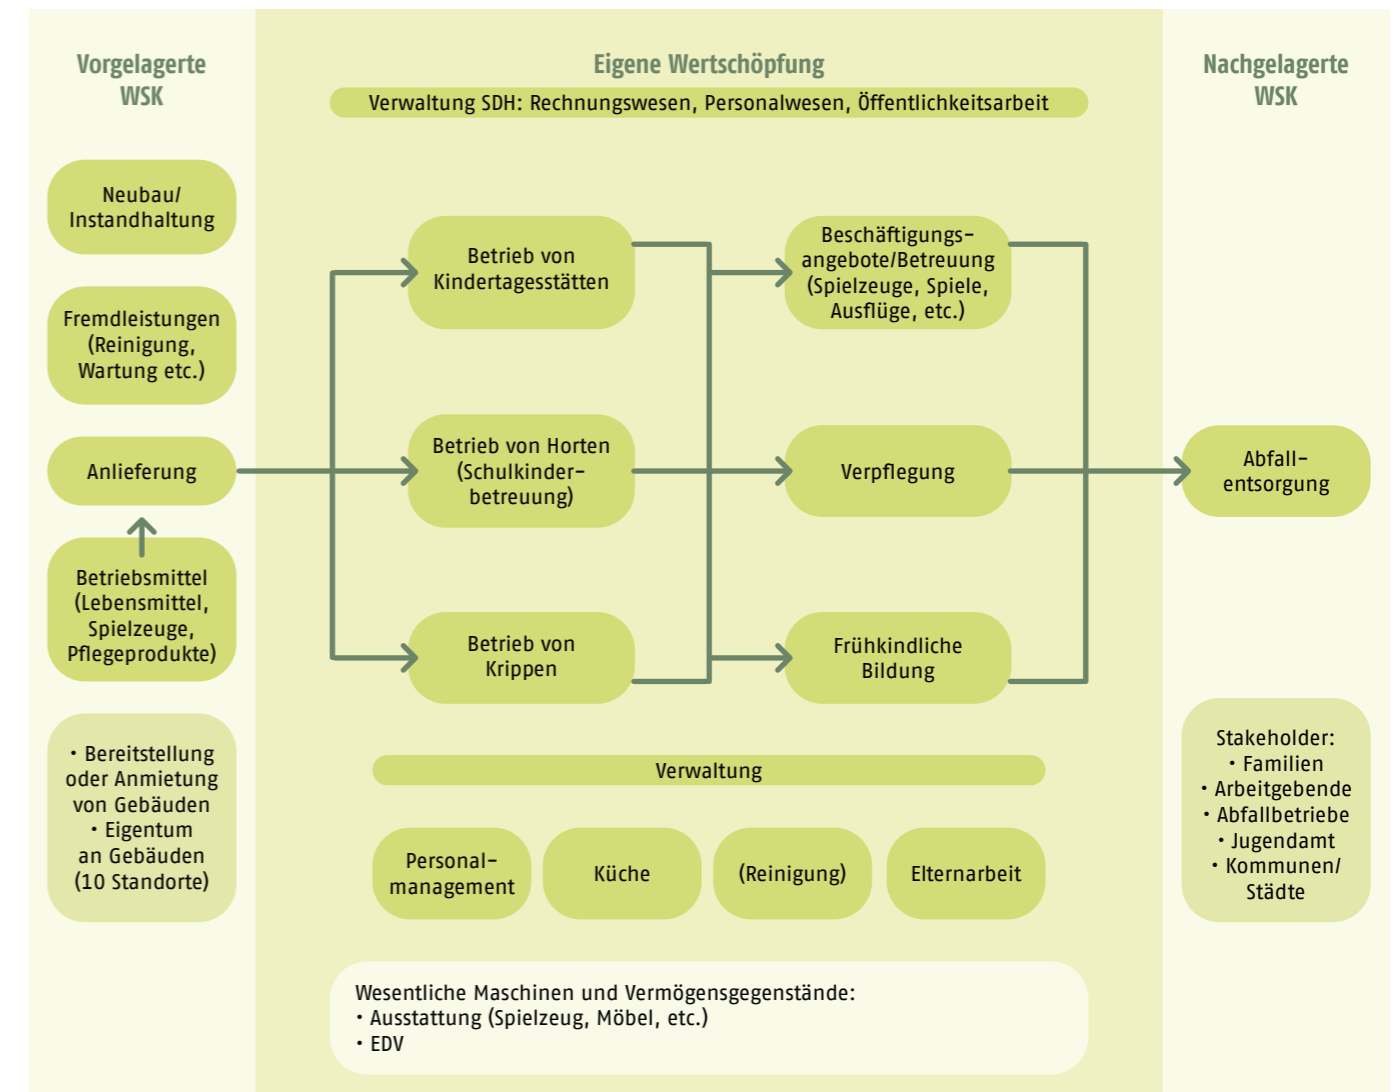 Vorgelagerte
WSK
Neubau/
Instandhaltung
Fremdleistungen
(Reinigung,
Wartung etc.)
Anlieferung
Betriebsmittel
(Lebensmittel,
Spielzeuge,
Pflegeprodukte)
• Bereitstellung
oder Anmietung
von Gebäuden
• Eigentum
an Gebäuden
(10 Standorte)
Eigene Wertschöpfung
Verwaltung SDH: Rechnungswesen, Personalwesen, Öffentlichkeitsarbeit
Betrieb von
Kindertagesstätten
Betrieb von Horten
(Schulkinder-
betreuung)
Betrieb von
Krippen
Beschäftigungs-
angebote/Betreuung
(Spielzeuge, Spiele,
Ausflüge, etc.)
Verpflegung
Frühkindliche
Bildung
Verwaltung
Personal-
management
Küche
(Reinigung)
Elternarbeit
Wesentliche Maschinen und Vermögensgegenstände:
• Ausstattung (Spielzeug, Möbel, etc.)
• EDV
Nachgelagerte
WSK
Abfall-
entsorgung
Stakeholder:
• Familien
• Arbeitgebende
• Abfallbetriebe
• Jugendamt
• Kommunen/
Städte